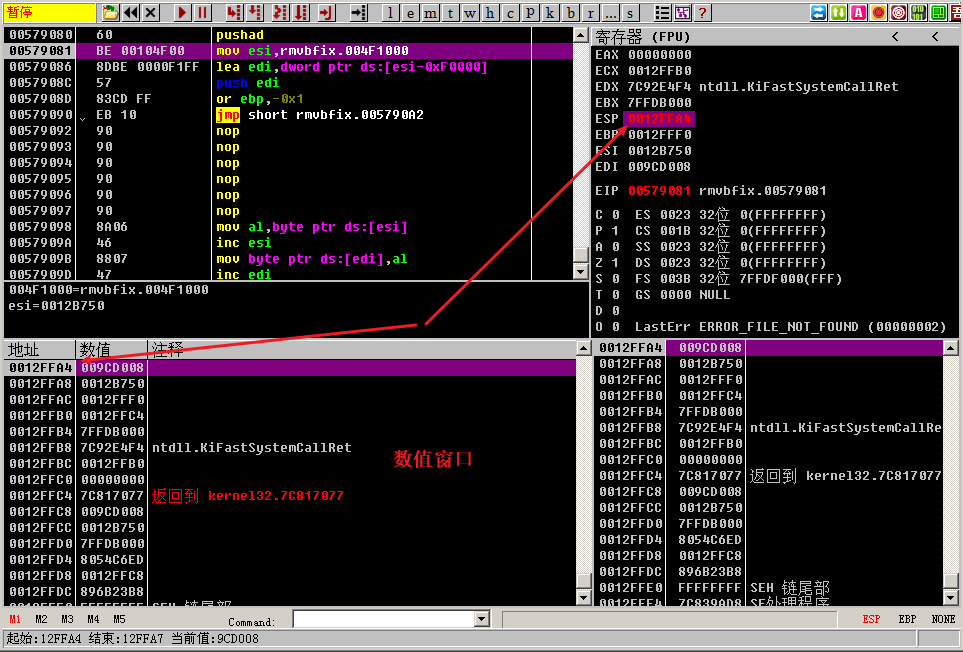 暂停 l e m t w h c p k b r ... s ?
00579080 60 pushad
00579081 BE 00104F00 mov esi,rmvbfix.004F1000
00579086 8DBE 0000F1FF lea edi,dword ptr ds:[esi-0xF0000]
0057908C 57 push edi
0057908D 83CD FF or ebp,-0x1
00579090 EB 10 jmp short rmvbfix.005790A2
00579092 90 nop
00579093 90 nop
00579094 90 nop
00579095 90 nop
00579096 90 nop
00579097 90 nop
00579098 8A06 mov al,byte ptr ds:[esi]
0057909A 46 inc esi
0057909B 8807 mov byte ptr ds:[edi],al
0057909D 47 inc edi
004F1000=rmvbfix.004F1000
esi=0012B750
寄存器 (FPU) < <
EAX 00000000
ECX 0012FFB0
EDX 7C92E4F4 ntdll.KiFastSystemCallRet
EBX 7FFDB000
ESP 0012FFA4
EBP 0012FFF0
ESI 0012B750
EDI 009CD008
EIP 00579081 rmvbfix.00579081
C 0 ES 0023 32位 0(FFFFFFFF)
P 1 CS 001B 32位 0(FFFFFFFF)
A 0 SS 0023 32位 0(FFFFFFFF)
Z 1 DS 0023 32位 0(FFFFFFFF)
S 0 FS 003B 32位 7FFDF000(FFF)
T 0 GS 0000 NULL
D 0
O 0 LastErr ERROR_FILE_NOT_FOUND (00000002)
地址 数值 注释
0012FFA4 009CD008
0012FFA8 0012B750
0012FFAC 0012FFF0
0012FFB0 0012FFC4
0012FFB4 7FFDB000
0012FFB8 7C92E4F4 ntdll.KiFastSystemCallRet
0012FFBC 0012FFB0
0012FFC0 00000000
0012FFC4 7C817077 返回到 kernel32.7C817077
0012FFC8 009CD008
0012FFCC 0012B750
0012FFD0 7FFDB000
0012FFD4 8054C6ED
0012FFD8 0012FFC8
0012FFDC 896B23B8
0012FFE0 FFFFFFFF SEH 链尾部
数值窗口
0012FFA4 009CD008
0012FFA8 0012B750
0012FFAC 0012FFF0
0012FFB0 0012FFC4
0012FFB4 7FFDB000
0012FFB8 7C92E4F4 ntdll.KiFastSystemCallRe
0012FFBC 0012FFB0
0012FFC0 00000000
0012FFC4 7C817077 返回到 kernel32.7C817077
0012FFC8 009CD008
0012FFCC 0012B750
0012FFD0 7FFDB000
0012FFD4 8054C6ED
0012FFD8 0012FFC8
0012FFDC 896B23B8
0012FFE0 FFFFFFFF SEH 链尾部
0012FFE4 7C839AD8 SE处理程序
M1 M2 M3 M4 M5 Command: ESP EBP NONE
起始:12FFA4 结束:12FFA7 当前值:9CD008